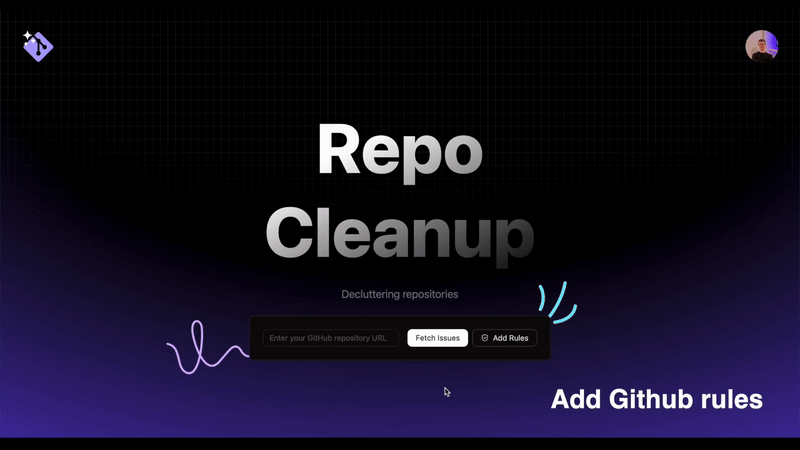 Repo
Cleanup
Decluttering repositories
Enter your GitHub repository URL
Fetch Issues
Add Rules
Add Github rules